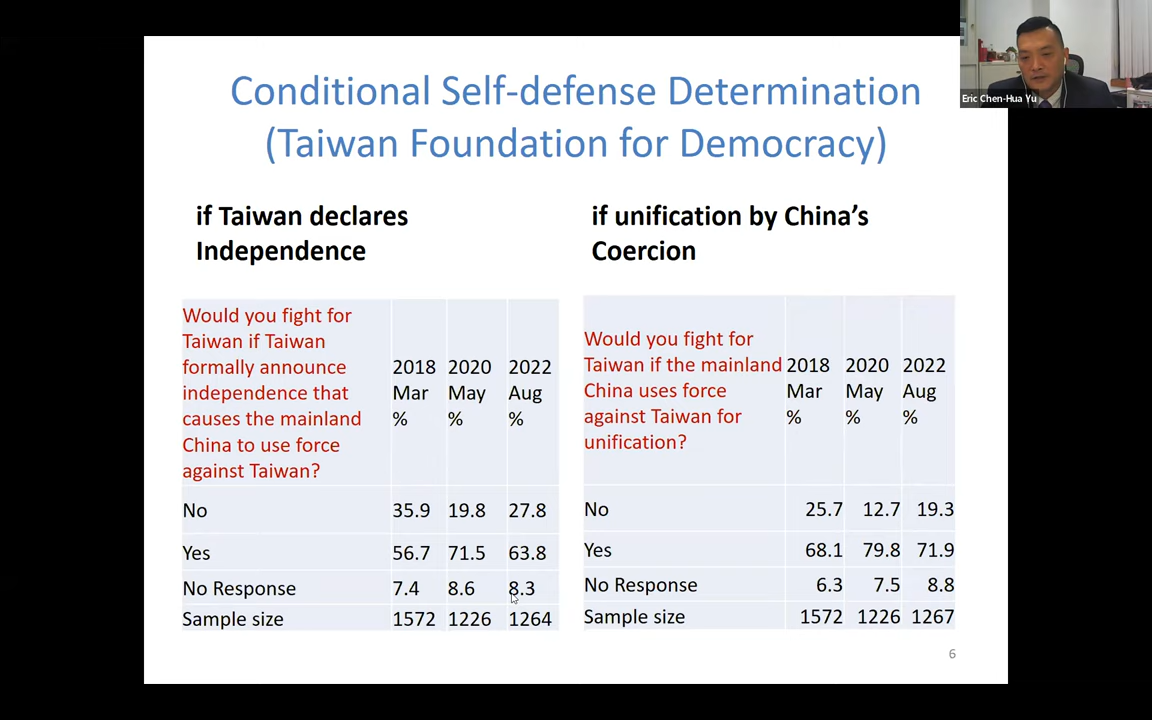 Conditional Self-defense Determination
(Taiwan Foundation for Democracy)
Eric Chen-Hua Yu
if Taiwan declares
Independence
Would you fight for
Taiwan if Taiwan
formally announce
independence that
causes the mainland
China to use force
against Taiwan?
2018 2020 2022
Mar May Aug
% % %
No 35.9 19.8 27.8
Yes 56.7 71.5 63.8
No Response 7.4 8.6 8.3
Sample size 1572 1226 1264
if unification by China’s
Coercion
Would you fight for
Taiwan if the mainland
China uses force
against Taiwan for
unification?
2018 2020 2022
Mar May Aug
% % %
No 25.7 12.7 19.3
Yes 68.1 79.8 71.9
No Response 6.3 7.5 8.8
Sample size 1572 1226 1267
6